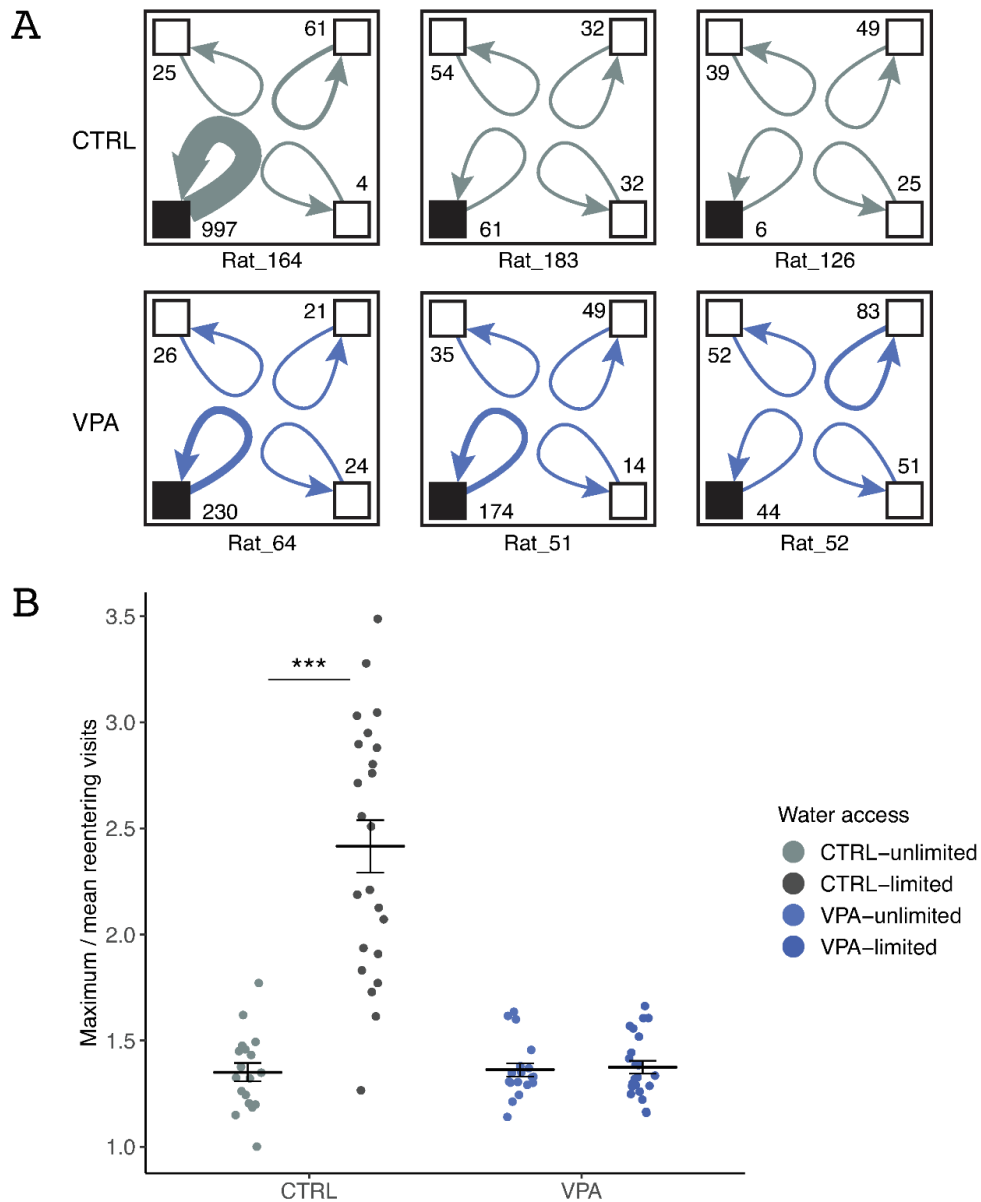 A
CTRL
61
25
4
997
Rat_164
32
54
32
61
Rat_183
49
39
25
6
Rat_126
VPA
21
26
24
230
Rat_64
49
35
14
174
Rat_51
83
52
51
44
Rat_52
B
Maximum / mean reentering visits
3.5
3.0
2.5
2.0
1.5
1.0
***
CTRL
VPA
Water access
CTRL–unlimited
CTRL–limited
VPA–unlimited
VPA–limited